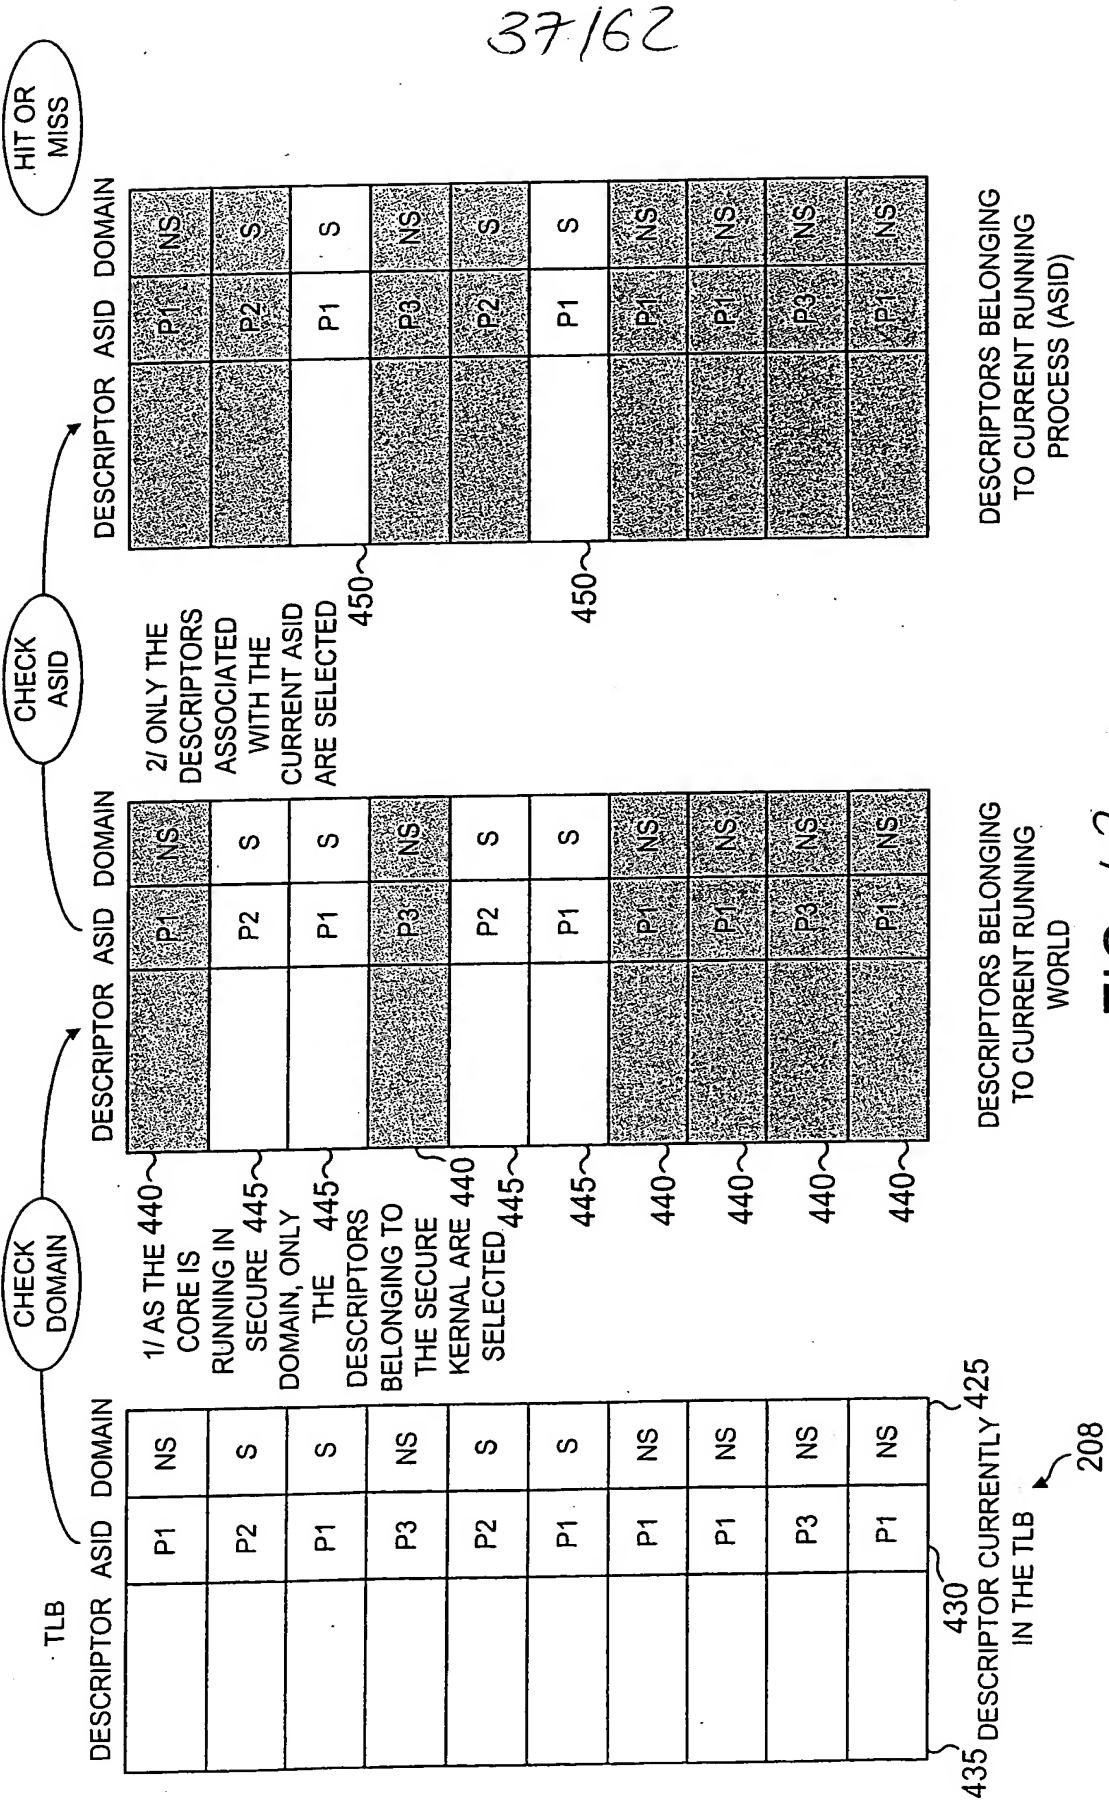 37/62
CHECK
DOMAIN
CHECK
ASID
HIT OR
MISS
TLB
DESCRIPTOR ASID DOMAIN
P1 NS
P2 S
P1 S
P3 NS
P2 S
P1 S
P1 NS
P1 NS
P3 NS
P1 NS
435
430
425
DESCRIPTOR CURRENTLY
IN THE TLB
208
1/ AS THE
CORE IS
RUNNING IN
SECURE
DOMAIN, ONLY
THE
DESCRIPTORS
BELONGING TO
THE SECURE
KERNAL ARE
SELECTED
440
445
445
440
445
445
440
440
440
440
DESCRIPTOR ASID DOMAIN
P1 NS
P2 S
P1 S
P3 NS
P2 S
P1 S
P1 NS
P1 NS
P3 NS
P1 NS
DESCRIPTORS BELONGING
TO CURRENT RUNNING
WORLD
2/ ONLY THE
DESCRIPTORS
ASSOCIATED
WITH THE
CURRENT ASID
ARE SELECTED
450
450
DESCRIPTOR ASID DOMAIN
P1 NS
P2 S
P1 S
P3 NS
P2 S
P1 S
P1 NS
P1 NS
P3 NS
P1 NS
DESCRIPTORS BELONGING
TO CURRENT RUNNING
PROCESS (ASID)